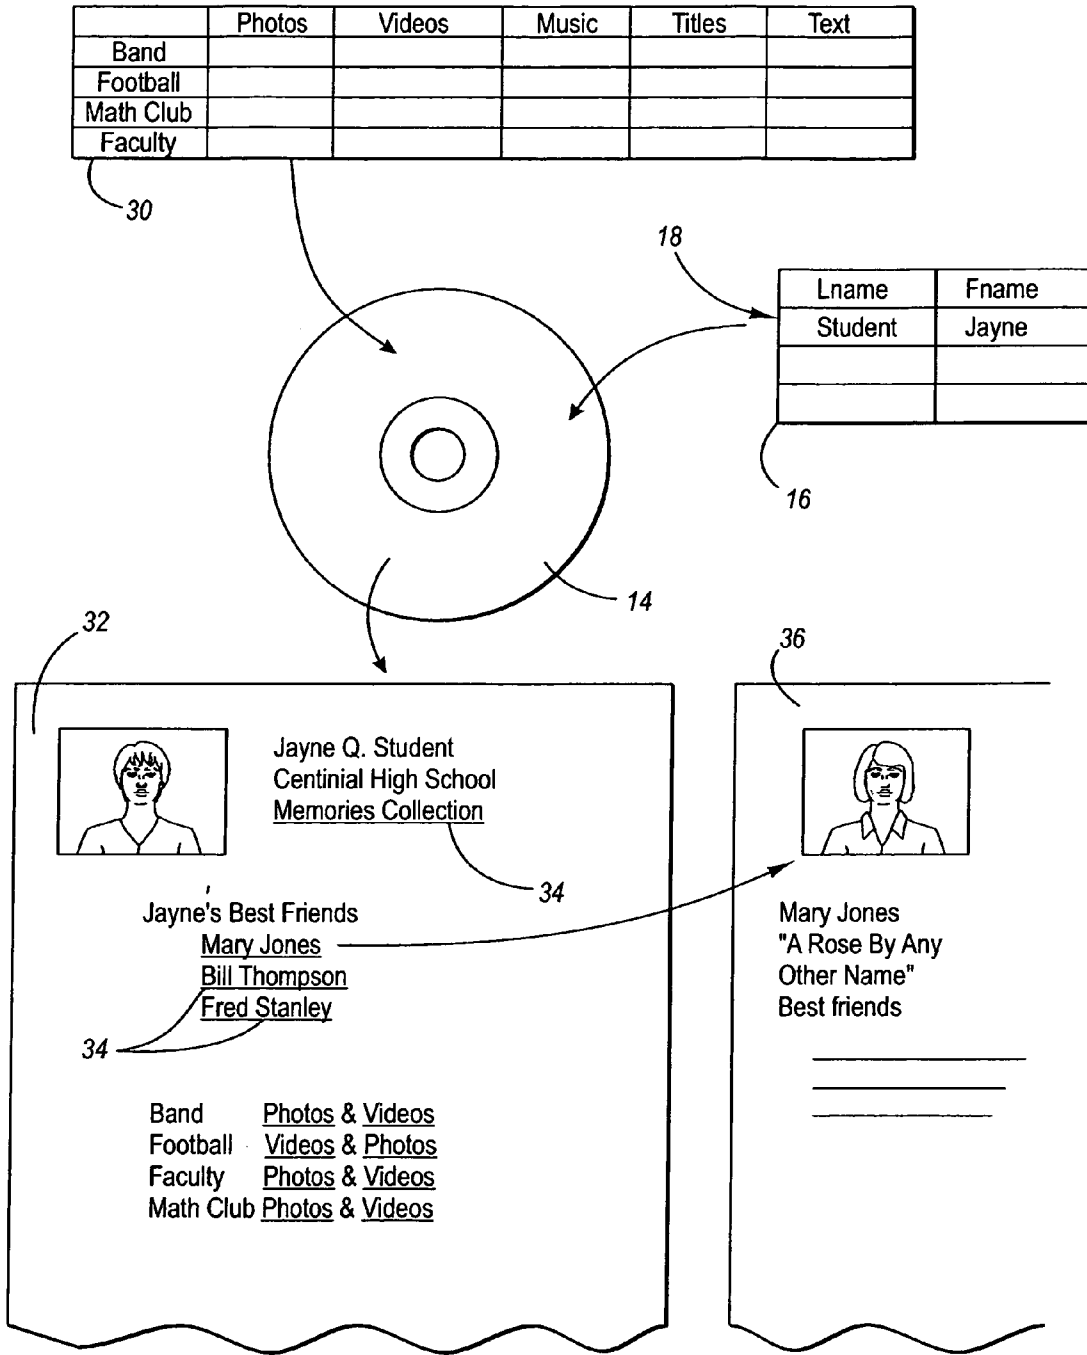 Photos Videos Music Titles Text
Band
Football
Math Club
Faculty
30
18
Lname Fname
Student Jayne
16
14
32
36
Jayne Q. Student
Centinial High School
Memories Collection
34
Jayne's Best Friends
Mary Jones
Bill Thompson
Fred Stanley
34
Band Photos & Videos
Football Videos & Photos
Faculty Photos & Videos
Math Club Photos & Videos
Mary Jones
"A Rose By Any
Other Name"
Best friends